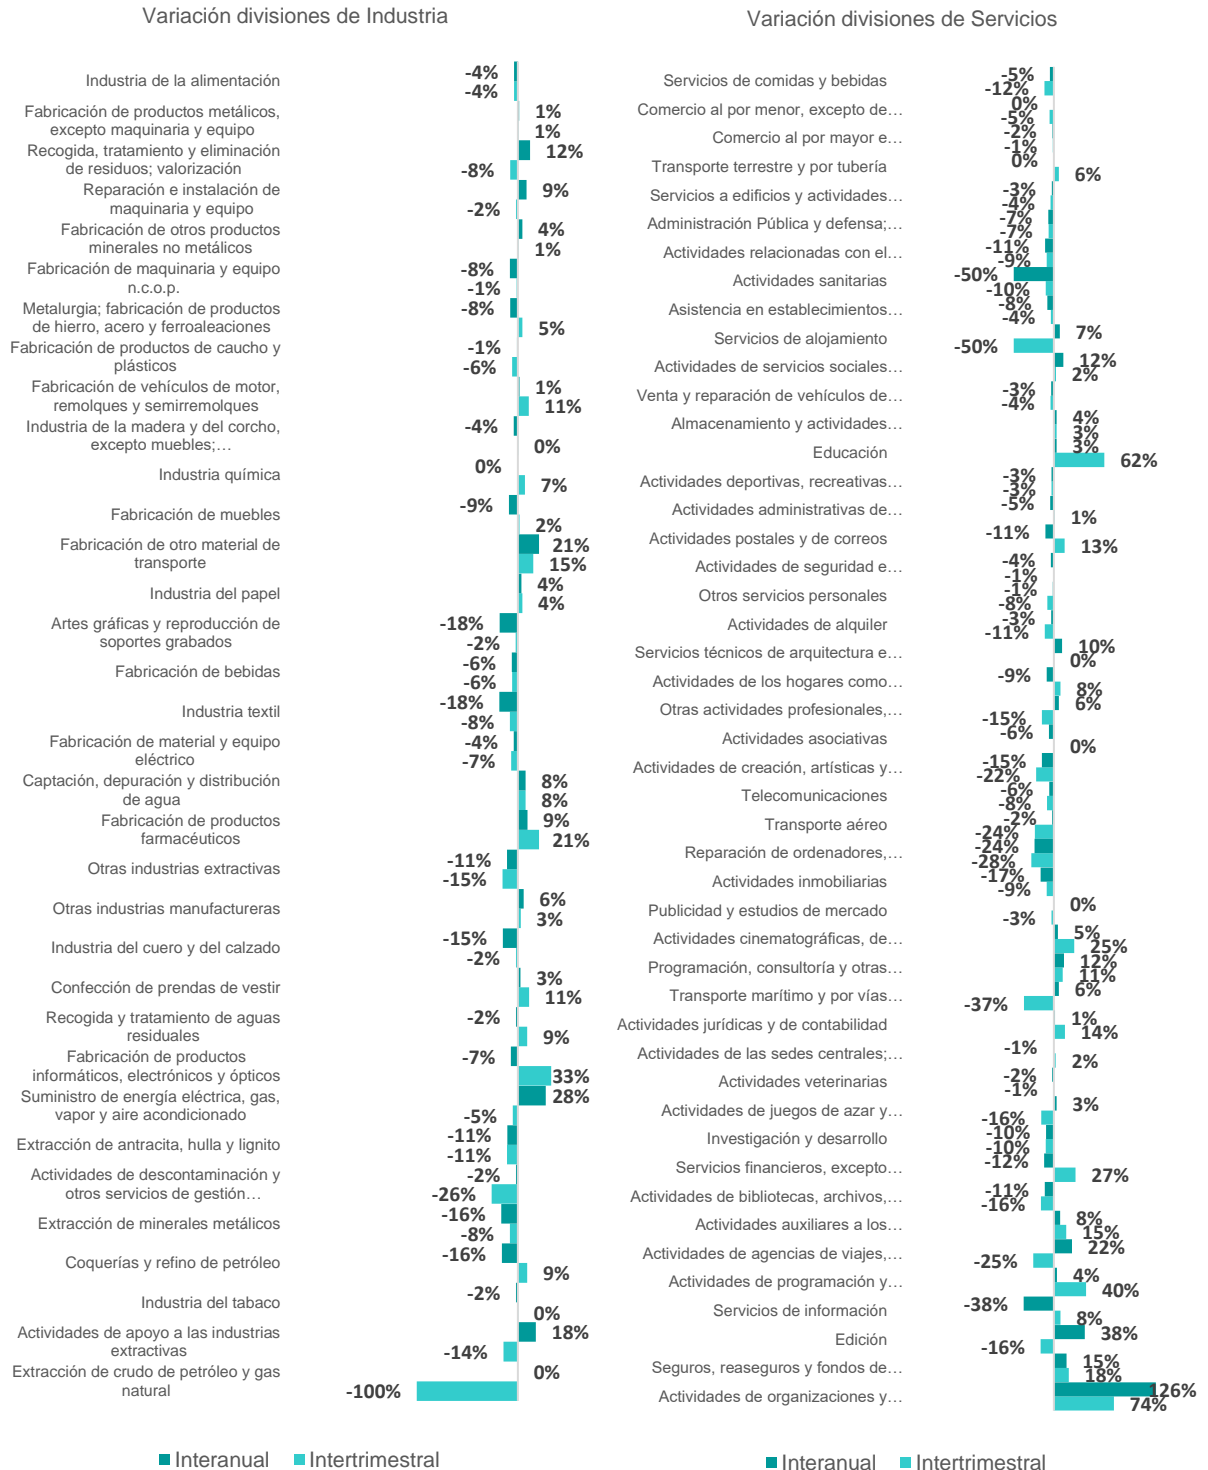 Variación divisiones de Industria
Industria de la alimentación
-4%
-4%
Fabricación de productos metálicos,
excepto maquinaria y equipo
1%
1%
Recogida, tratamiento y eliminación
de residuos; valorización
12%
-8%
Reparación e instalación de
maquinaria y equipo
9%
-2%
Fabricación de otros productos
minerales no metálicos
4%
1%
Fabricación de maquinaria y equipo
n.c.o.p.
-8%
-1%
Metalurgia; fabricación de productos
de hierro, acero y ferroaleaciones
-8%
5%
Fabricación de productos de caucho y
plásticos
-1%
-6%
Fabricación de vehículos de motor,
remolques y semirremolques
1%
11%
Industria de la madera y del corcho,
excepto muebles;…
-4%
0%
Industria química
0%
7%
Fabricación de muebles
-9%
2%
Fabricación de otro material de
transporte
21%
15%
Industria del papel
4%
4%
Artes gráficas y reproducción de
soportes grabados
-18%
-2%
Fabricación de bebidas
-6%
-6%
Industria textil
-18%
-8%
Fabricación de material y equipo
eléctrico
-4%
-7%
Captación, depuración y distribución
de agua
8%
8%
Fabricación de productos
farmacéuticos
9%
21%
Otras industrias extractivas
-11%
-15%
Otras industrias manufactureras
6%
3%
Industria del cuero y del calzado
-15%
-2%
Confección de prendas de vestir
3%
11%
Recogida y tratamiento de aguas
residuales
-2%
9%
Fabricación de productos
informáticos, electrónicos y ópticos
-7%
33%
Suministro de energía eléctrica, gas,
vapor y aire acondicionado
28%
-5%
Extracción de antracita, hulla y lignito
-11%
-11%
Actividades de descontaminación y
otros servicios de gestión…
-2%
-26%
Extracción de minerales metálicos
-16%
-8%
Coquerías y refino de petróleo
-16%
9%
Industria del tabaco
-2%
0%
Actividades de apoyo a las industrias
extractivas
18%
-14%
Extracción de crudo de petróleo y gas
natural
0%
-100%
Interanual Intertrimestral
Variación divisiones de Servicios
Servicios de comidas y bebidas
-5%
-12%
Comercio al por menor, excepto de…
0%
-5%
Comercio al por mayor e…
-2%
-1%
Transporte terrestre y por tubería
0%
6%
Servicios a edificios y actividades…
-3%
-4%
Administración Pública y defensa;…
-7%
-7%
Actividades relacionadas con el…
-11%
-9%
Actividades sanitarias
-50%
-10%
Asistencia en establecimientos…
-8%
-4%
Servicios de alojamiento
7%
-50%
Actividades de servicios sociales…
12%
2%
Venta y reparación de vehículos de…
-3%
-4%
Almacenamiento y actividades…
4%
3%
Educación
3%
62%
Actividades deportivas, recreativas…
-3%
-3%
Actividades administrativas de…
-5%
1%
Actividades postales y de correos
-11%
13%
Actividades de seguridad e…
-4%
-1%
Otros servicios personales
-1%
-8%
Actividades de alquiler
-3%
-11%
Servicios técnicos de arquitectura e…
10%
0%
Actividades de los hogares como…
-9%
8%
Otras actividades profesionales,…
6%
-15%
Actividades asociativas
-6%
0%
Actividades de creación, artísticas y…
-15%
-22%
Telecomunicaciones
-6%
-8%
Transporte aéreo
-2%
-24%
Reparación de ordenadores,…
-24%
-28%
Actividades inmobiliarias
-17%
-9%
Publicidad y estudios de mercado
0%
-3%
Actividades cinematográficas, de…
5%
25%
Programación, consultoría y otras…
12%
11%
Transporte marítimo y por vías…
6%
-37%
Actividades jurídicas y de contabilidad
1%
14%
Actividades de las sedes centrales;…
-1%
2%
Actividades veterinarias
-2%
-1%
Actividades de juegos de azar y…
3%
-16%
Investigación y desarrollo
-10%
-10%
Servicios financieros, excepto…
-12%
27%
Actividades de bibliotecas, archivos,…
-11%
-16%
Actividades auxiliares a los…
8%
15%
Actividades de agencias de viajes,…
22%
-25%
Actividades de programación y…
4%
40%
Servicios de información
-38%
8%
Edición
38%
-16%
Seguros, reaseguros y fondos de…
15%
18%
Actividades de organizaciones y…
126%
74%
Interanual Intertrimestral